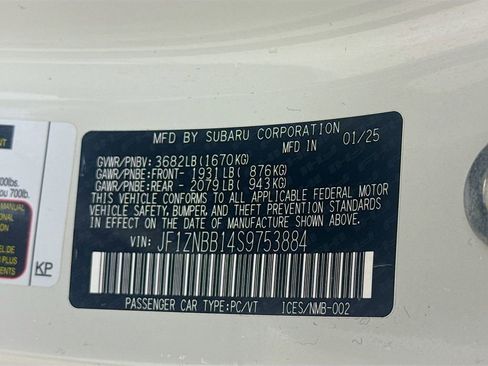 MFD BY SUBARU CORPORATION
MFD IN 01/25
GVWR/PNBV: 3682LB(1670KG)
GAWR/PNBE:FRONT- 1931LB( 876KG)
GAWR/PNBE:REAR - 2079LB( 943KG)
THIS VEHICLE CONFORMS TO ALL APPLICABLE FEDERAL MOTOR
VEHICLE SAFETY, BUMPER, AND THEFT PREVENTION STANDARDS
IN EFFECT ON THE DATE OF MANUFACTURE SHOWN ABOVE.
VIN: JF1ZNBB14S9753884
PASSENGER CAR TYPE:PC/VT ICES/NMB-002
700lb.
KP